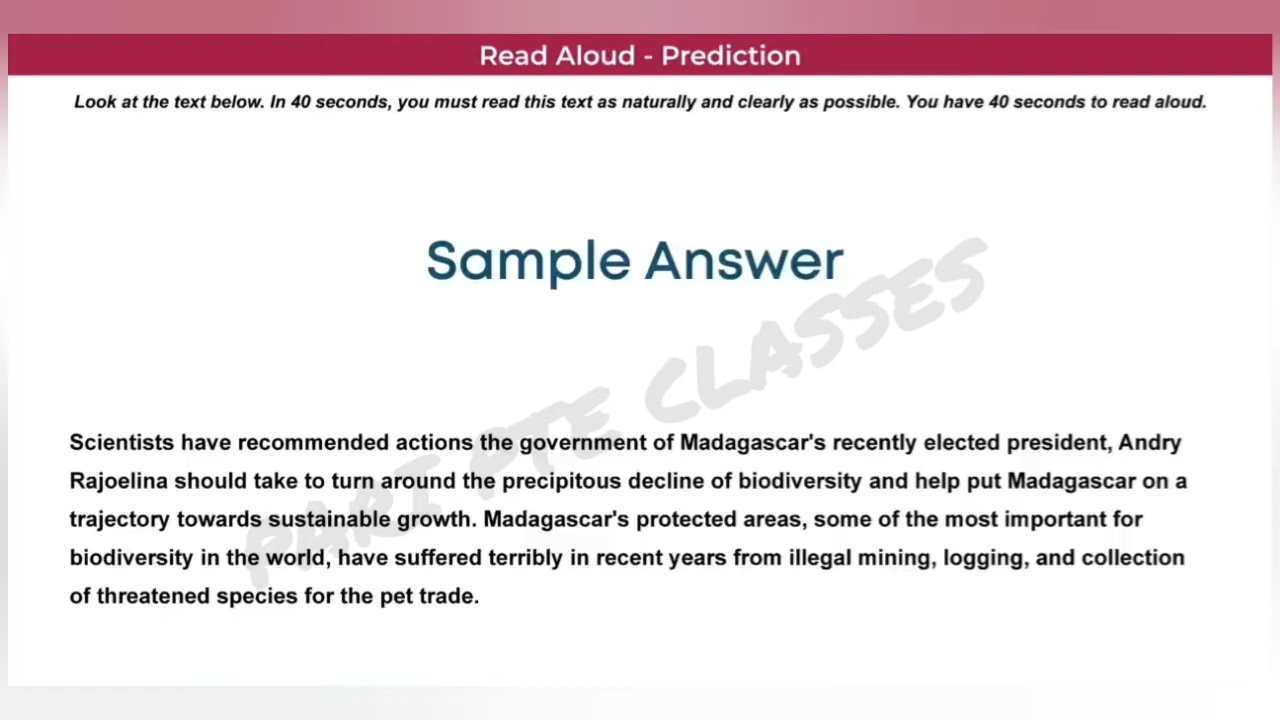 Read Aloud - Prediction
Look at the text below. In 40 seconds, you must read this text as naturally and clearly as possible. You have 40 seconds to read aloud.
Sample Answer
PARI PTE CLASSES
Scientists have recommended actions the government of Madagascar's recently elected president, Andry
Rajoelina should take to turn around the precipitous decline of biodiversity and help put Madagascar on a
trajectory towards sustainable growth. Madagascar's protected areas, some of the most important for
biodiversity in the world, have suffered terribly in recent years from illegal mining, logging, and collection
of threatened species for the pet trade.